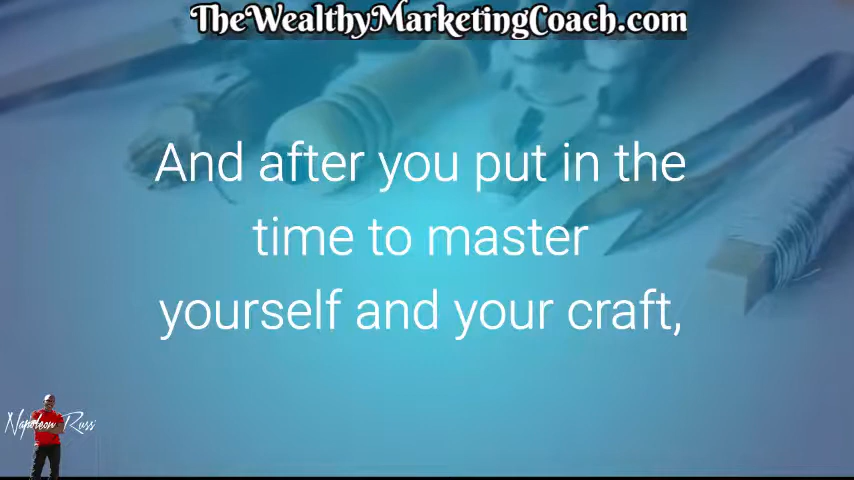 TheWealthyMarketingCoach.com
And after you put in the
time to master
yourself and your craft,
Napoleon Russ